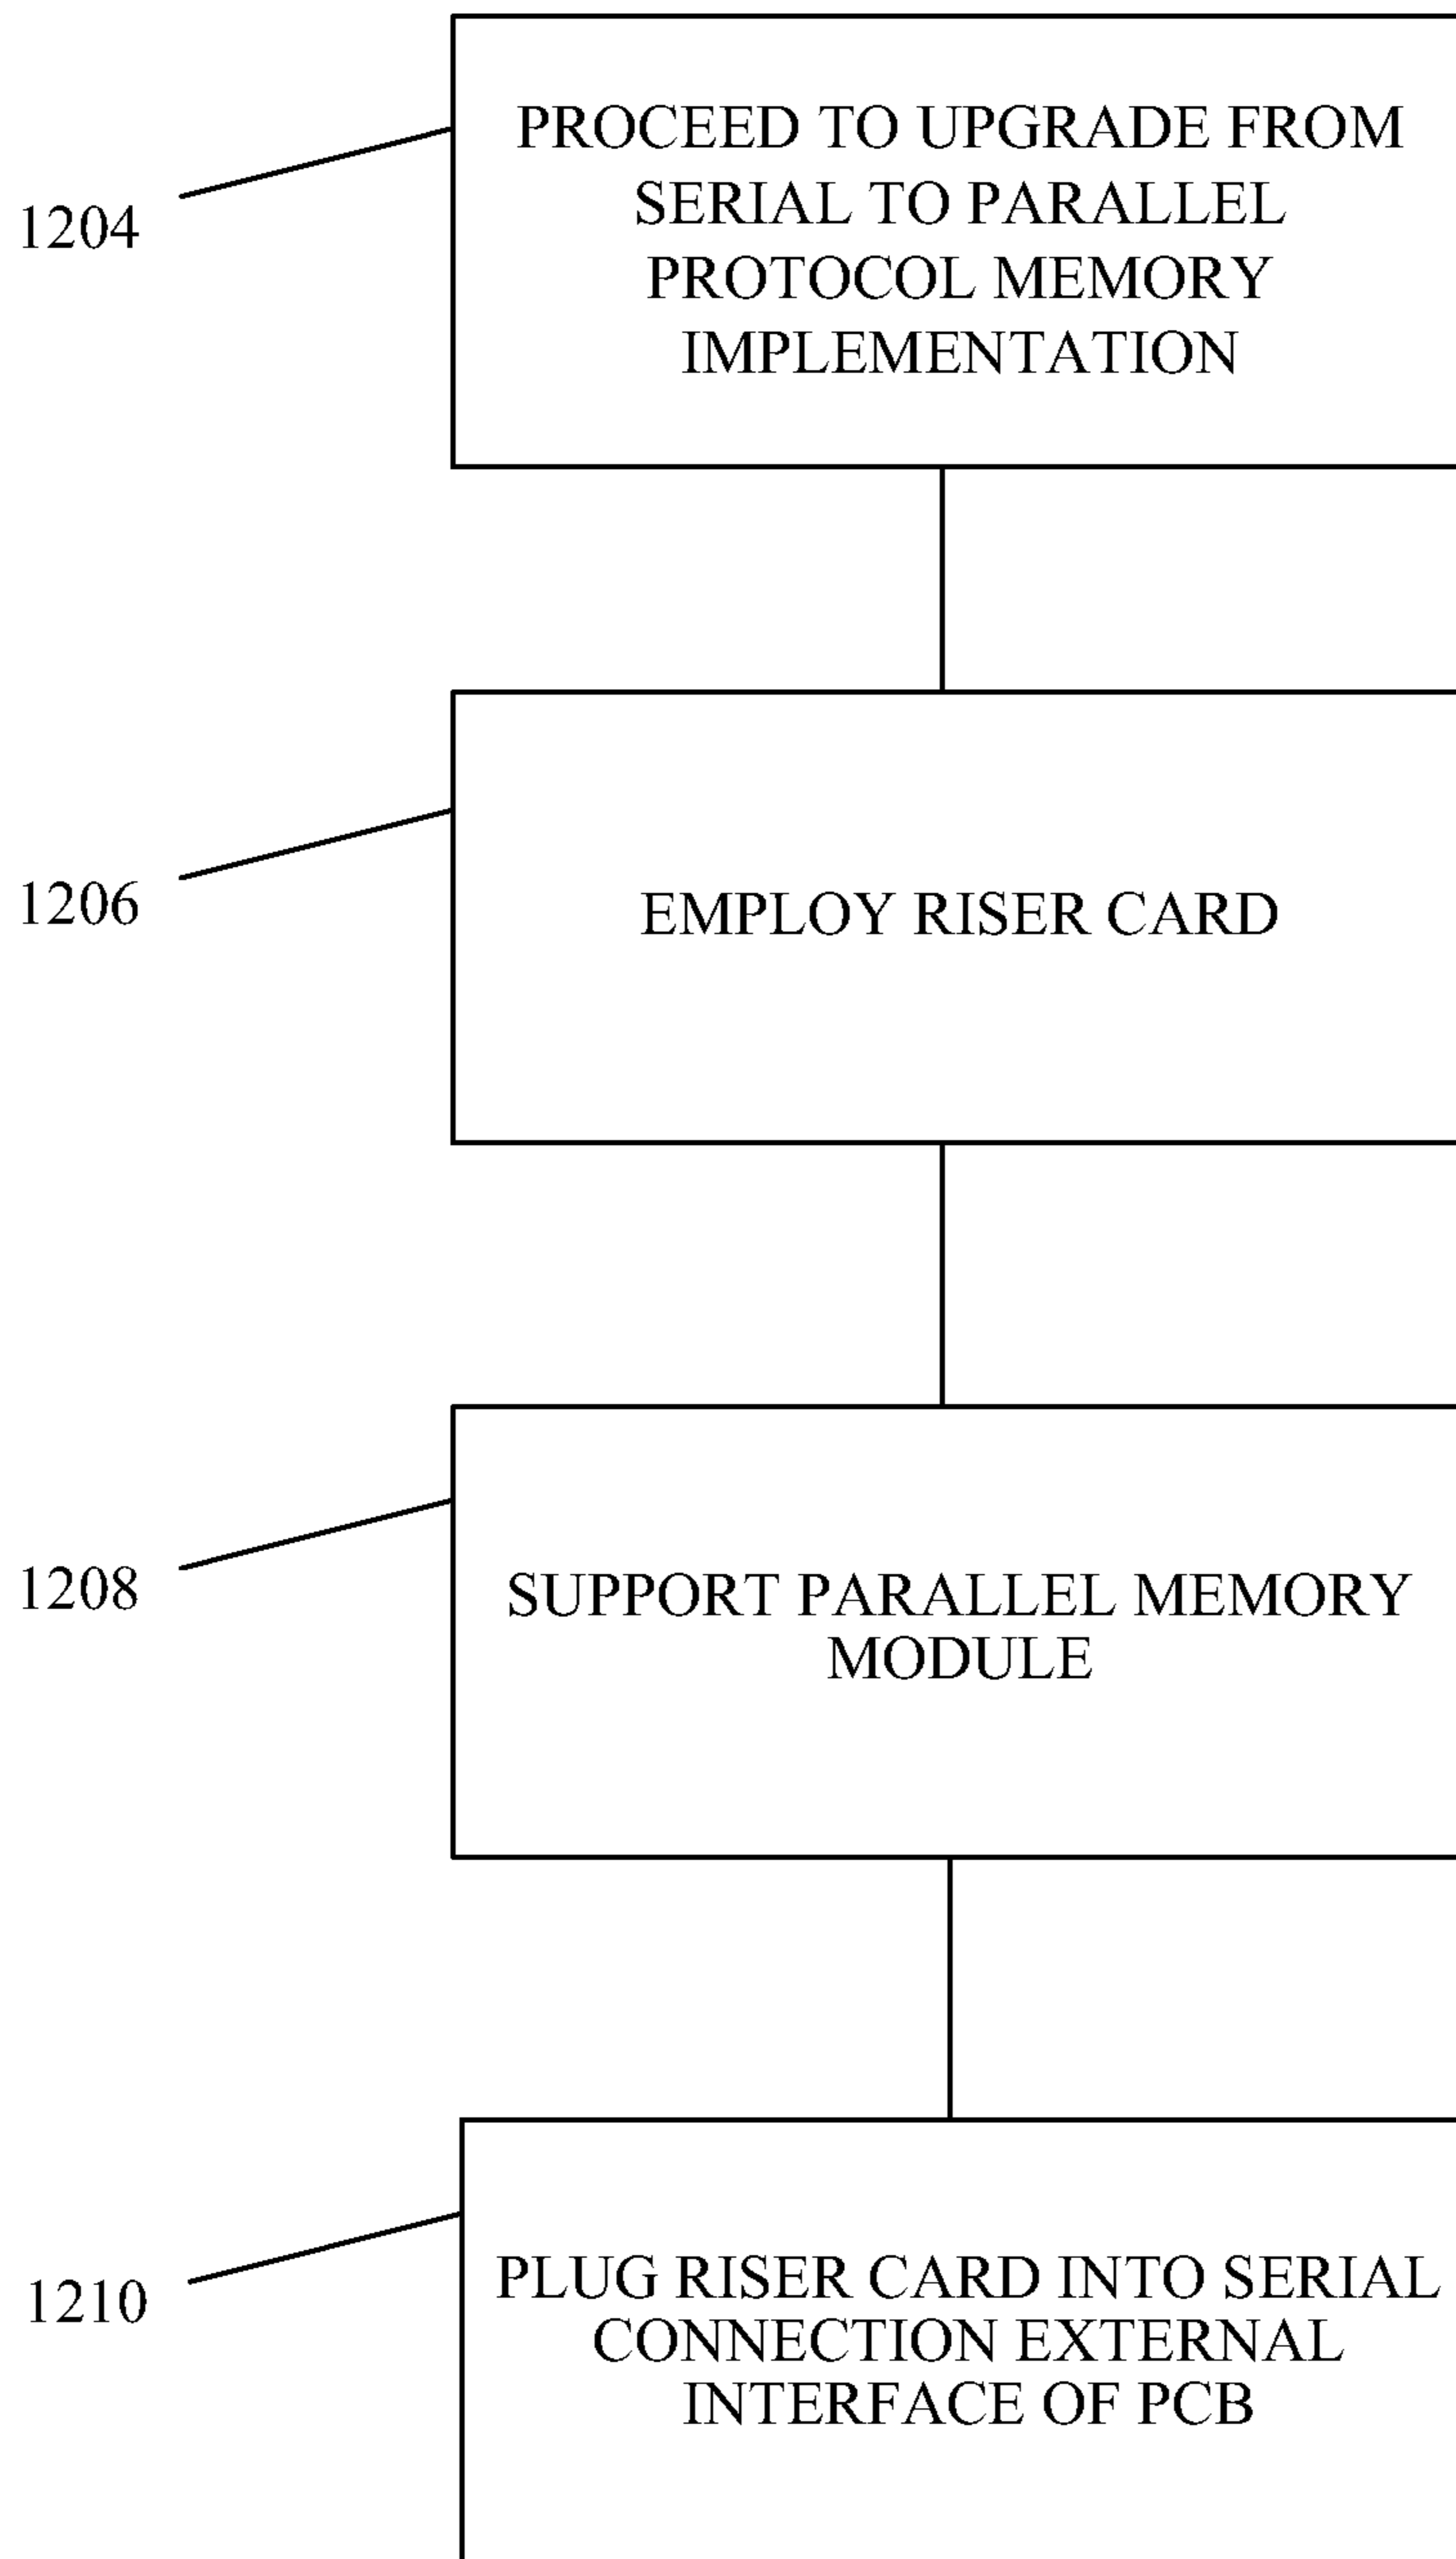 1204
PROCEED TO UPGRADE FROM
SERIAL TO PARALLEL
PROTOCOL MEMORY
IMPLEMENTATION
1206
EMPLOY RISER CARD
1208
SUPPORT PARALLEL MEMORY
MODULE
1210
PLUG RISER CARD INTO SERIAL
CONNECTION EXTERNAL
INTERFACE OF PCB